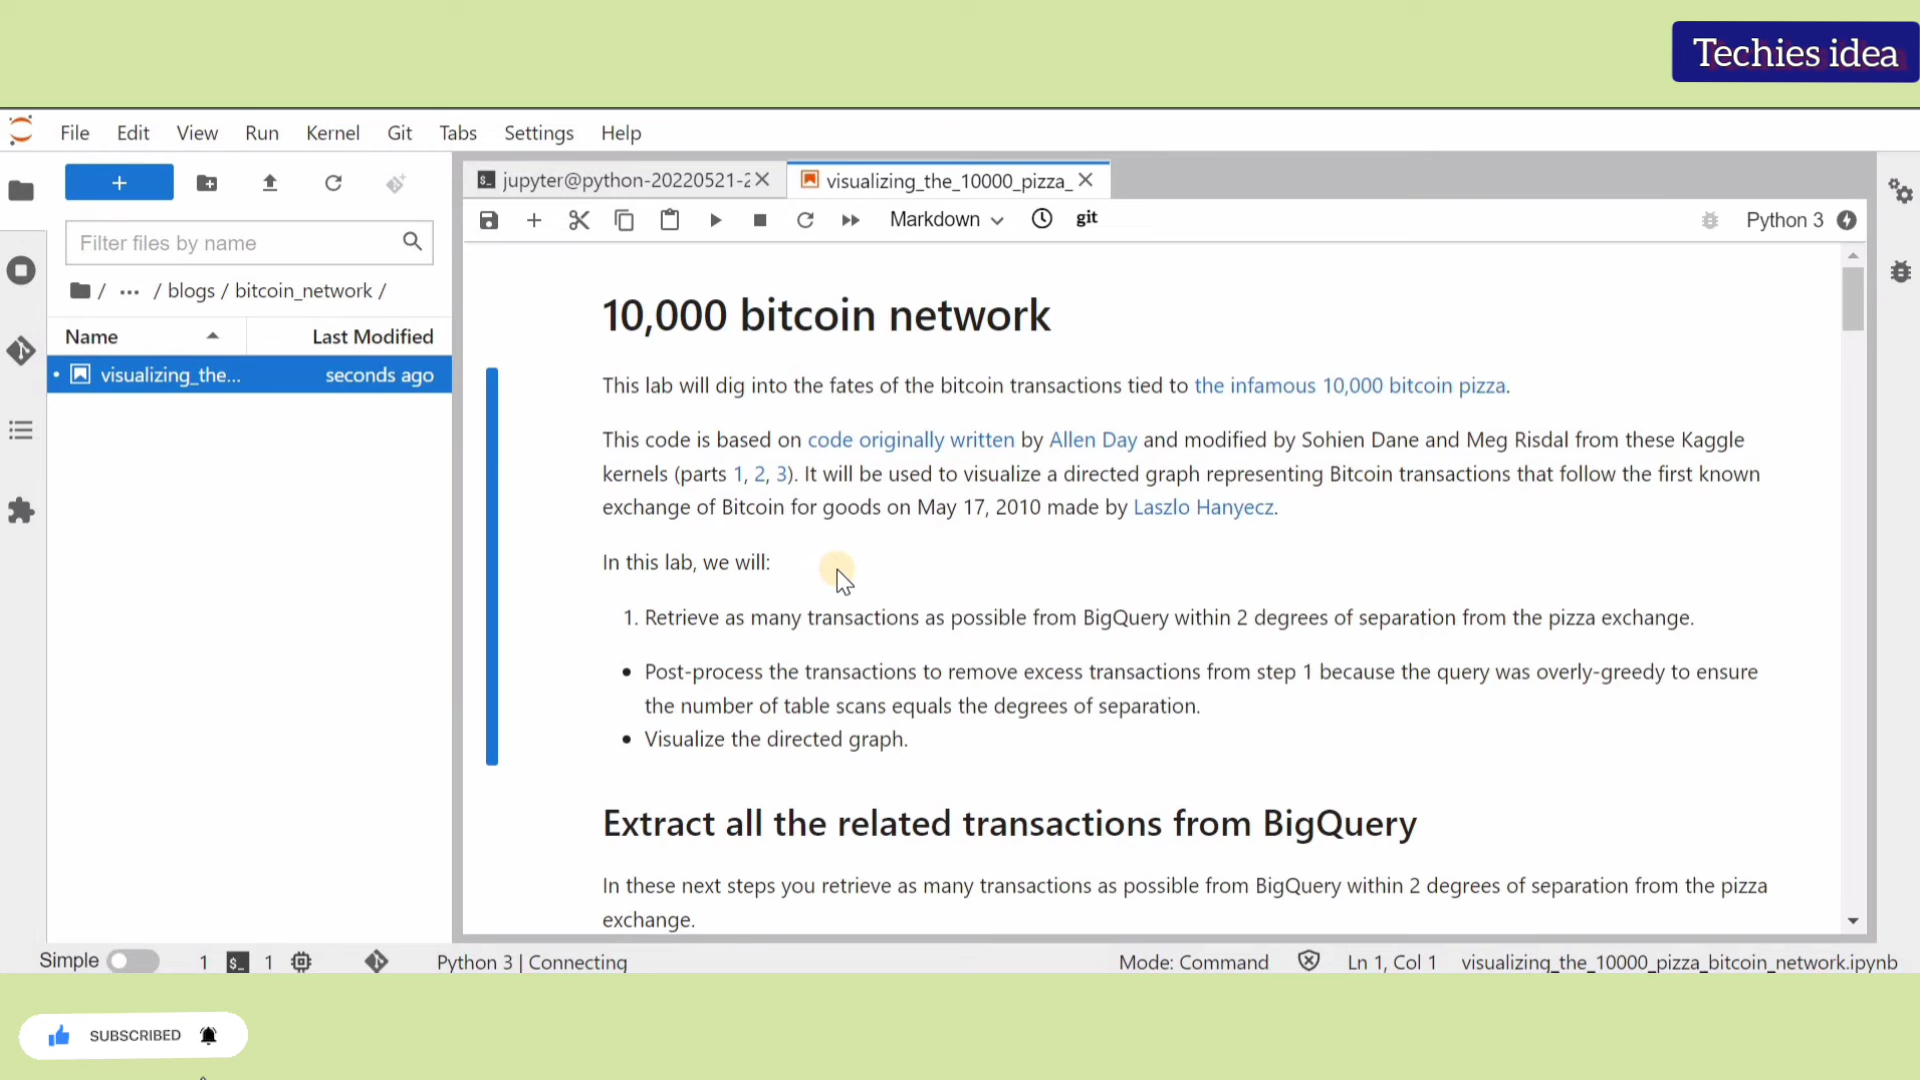 Techies idea
File Edit View Run Kernel Git Tabs Settings Help
+
Filter files by name
/ ··· / blogs / bitcoin_network /
Name Last Modified
• visualizing_the... seconds ago
jupyter@python-20220521-2 visualizing_the_10000_pizza_
Markdown git Python 3
10,000 bitcoin network
This lab will dig into the fates of the bitcoin transactions tied to the infamous 10,000 bitcoin pizza.
This code is based on code originally written by Allen Day and modified by Sohien Dane and Meg Risdal from these Kaggle
kernels (parts 1, 2, 3). It will be used to visualize a directed graph representing Bitcoin transactions that follow the first known
exchange of Bitcoin for goods on May 17, 2010 made by Laszlo Hanyecz.
In this lab, we will:
1. Retrieve as many transactions as possible from BigQuery within 2 degrees of separation from the pizza exchange.
• Post-process the transactions to remove excess transactions from step 1 because the query was overly-greedy to ensure
the number of table scans equals the degrees of separation.
• Visualize the directed graph.
Extract all the related transactions from BigQuery
In these next steps you retrieve as many transactions as possible from BigQuery within 2 degrees of separation from the pizza
exchange.
Simple 1 $_ 1 Python 3 | Connecting Mode: Command Ln 1, Col 1 visualizing_the_10000_pizza_bitcoin_network.ipynb
SUBSCRIBED